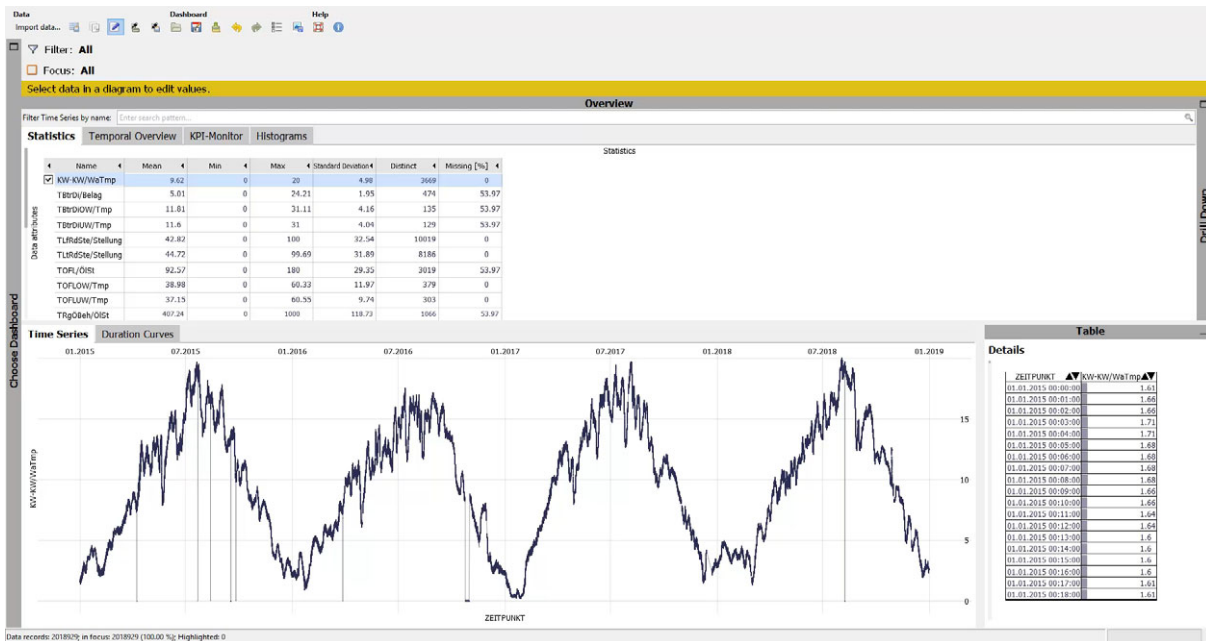 Data Dashboard Help
Import data...
Filter: All
Focus: All
Select data in a diagram to edit values.
Overview
Filter Time Series by name: Enter search pattern...
Statistics Temporal Overview KPI-Monitor Histograms
Statistics
Name Mean Min Max Standard Deviation Distinct Missing [%]
KW-KW/WaTmp 9.62 0 20 4.98 3669 0
TBtrDi/Belag 5.01 0 24.21 1.95 474 53.97
TBtrDiOW/Tmp 11.81 0 31.11 4.16 135 53.97
TBtrDiUW/Tmp 11.6 0 31 4.04 129 53.97
TLfRdSte/Stellung 42.82 0 100 32.54 10019 0
TLtRdSte/Stellung 44.72 0 99.69 31.89 8186 0
TOFL/ÖlSt 92.57 0 180 29.35 3019 53.97
TOFLOW/Tmp 38.98 0 60.33 11.97 379 0
TOFLUW/Tmp 37.15 0 60.55 9.74 303 0
TRgÖBeh/ÖlSt 407.24 0 1000 118.73 1066 53.97
Data attributes
Choose Dashboard
Drill Down
Time Series Duration Curves
01.2015 07.2015 01.2016 07.2016 01.2017 07.2017 01.2018 07.2018 01.2019
KW-KW/WaTmp
15
10
5
0
ZEITPUNKT
Table
Details
ZEITPUNKT KW-KW/WaTmp
01.01.2015 00:00:00 1.61
01.01.2015 00:01:00 1.66
01.01.2015 00:02:00 1.66
01.01.2015 00:03:00 1.71
01.01.2015 00:04:00 1.71
01.01.2015 00:05:00 1.68
01.01.2015 00:06:00 1.68
01.01.2015 00:07:00 1.68
01.01.2015 00:08:00 1.68
01.01.2015 00:09:00 1.66
01.01.2015 00:10:00 1.66
01.01.2015 00:11:00 1.64
01.01.2015 00:12:00 1.64
01.01.2015 00:13:00 1.6
01.01.2015 00:14:00 1.6
01.01.2015 00:15:00 1.6
01.01.2015 00:16:00 1.6
01.01.2015 00:17:00 1.61
01.01.2015 00:18:00 1.61
Data records: 2018929; in focus: 2018929 (100.00 %); Highlighted: 0